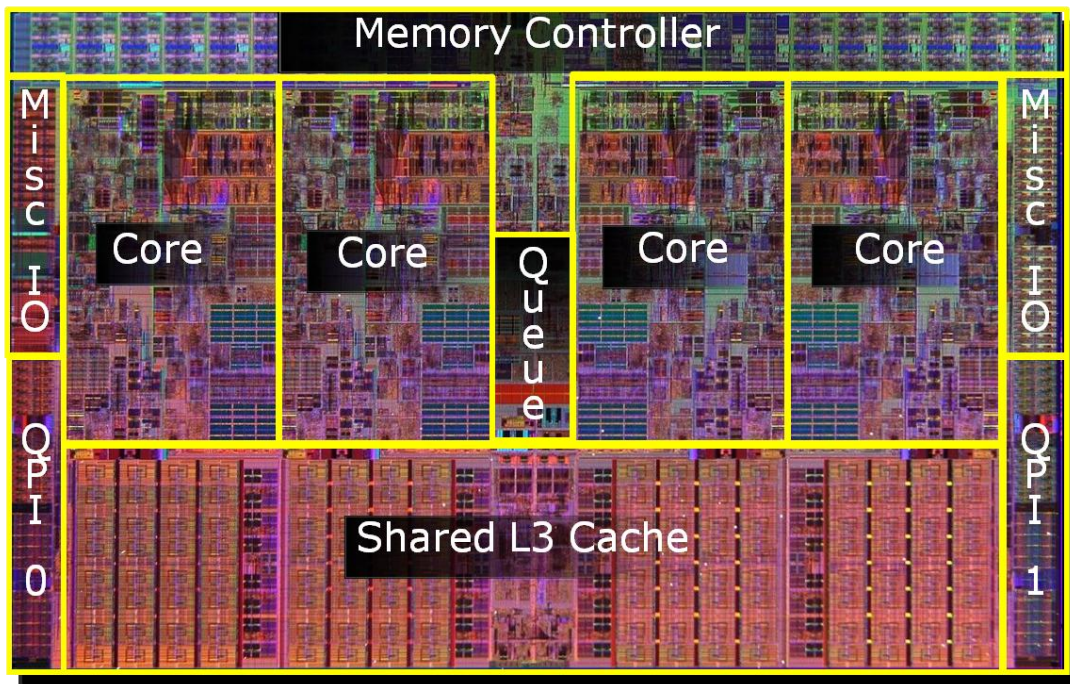 Memory Controller
Misc IO
Core
Core
Queue
Core
Core
Misc IO
QPI 0
Shared L3 Cache
QPI 1